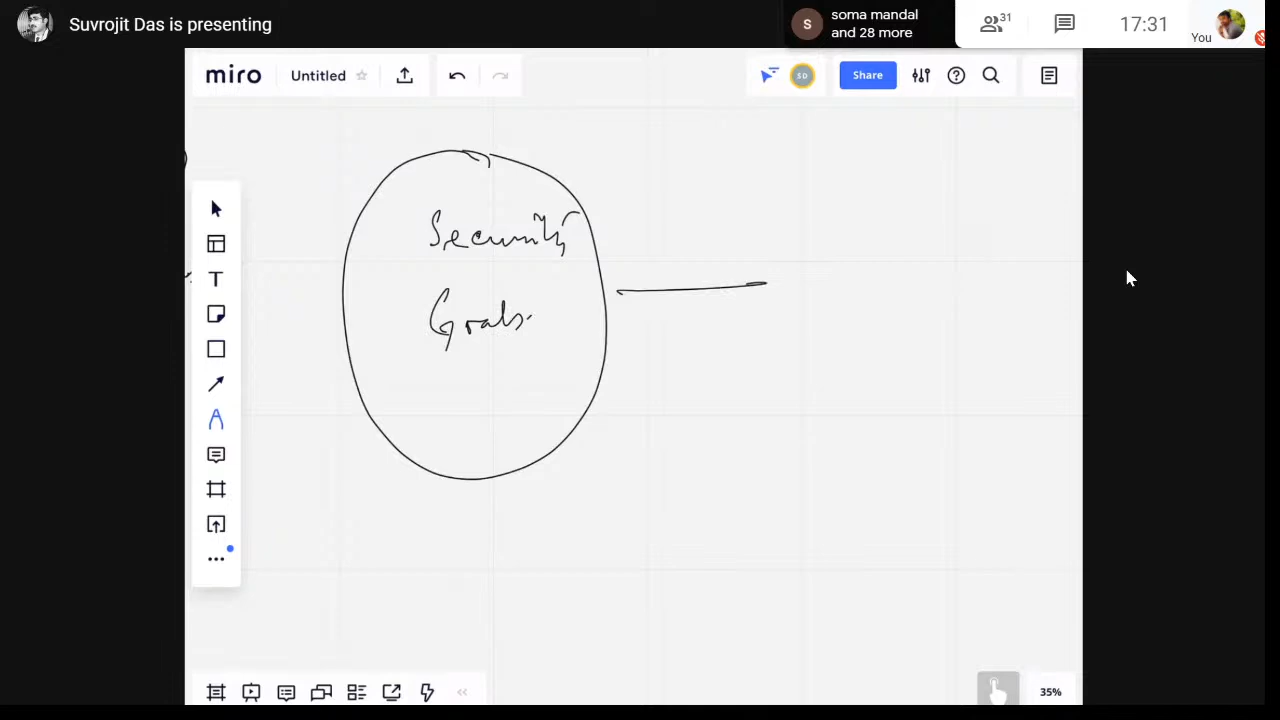 Suvrojit Das is presenting
S
soma mandal
and 28 more
31
17:31
You
miro
Untitled
SD
Share
T
Security
Goals.
35%